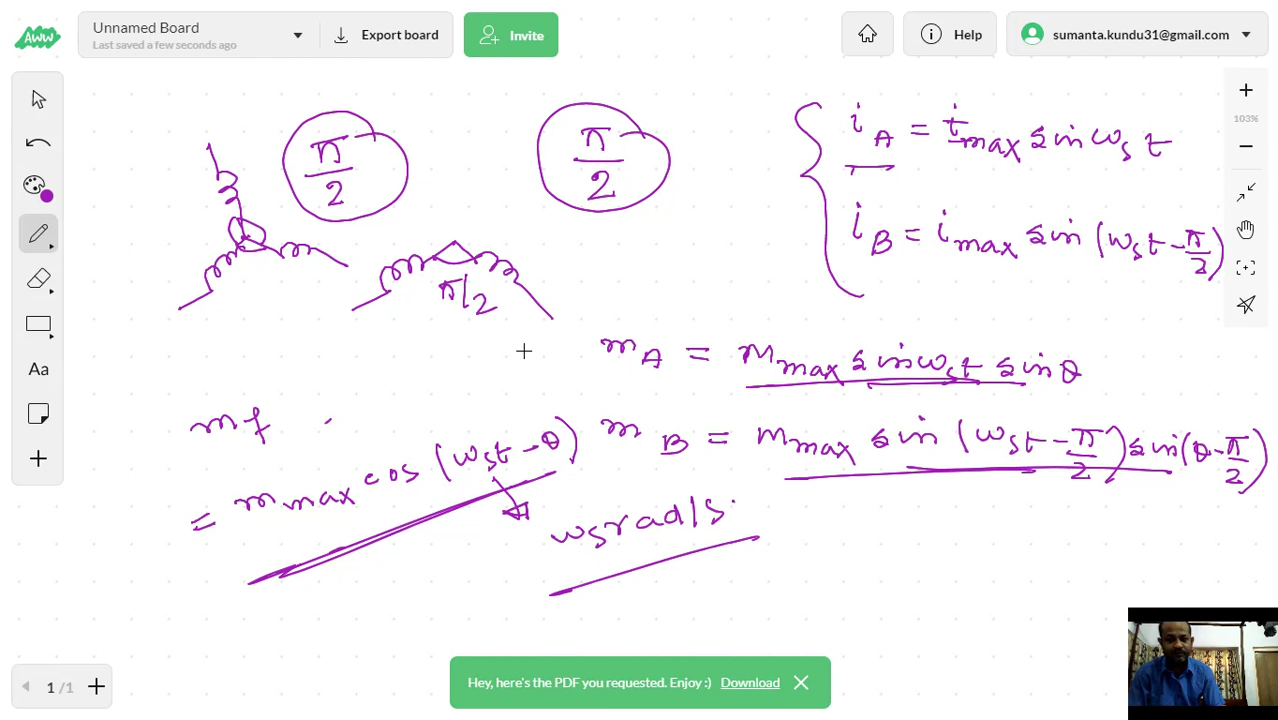 AWW
Unnamed Board
Last saved a few seconds ago
Export board
Invite
Help
sumanta.kundu31@gmail.com
103%
Aa
π/2
π/2
i_A = i_max sin ω_s t
i_B = i_max sin (ω_s t - π/2)
π/2
m_A = M_max sin ω_s t sin θ
mf
m_B = M_max sin (ω_s t - π/2) sin (θ - π/2)
= m_max cos (ω_s t - θ)
ω_s rad/s.
1 /1
Hey, here's the PDF you requested. Enjoy :) Download